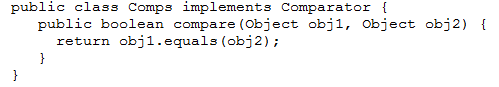 public class Comps implements Comparator {
   public boolean compare(Object obj1, Object obj2) {
     return obj1.equals(obj2);
   }
}